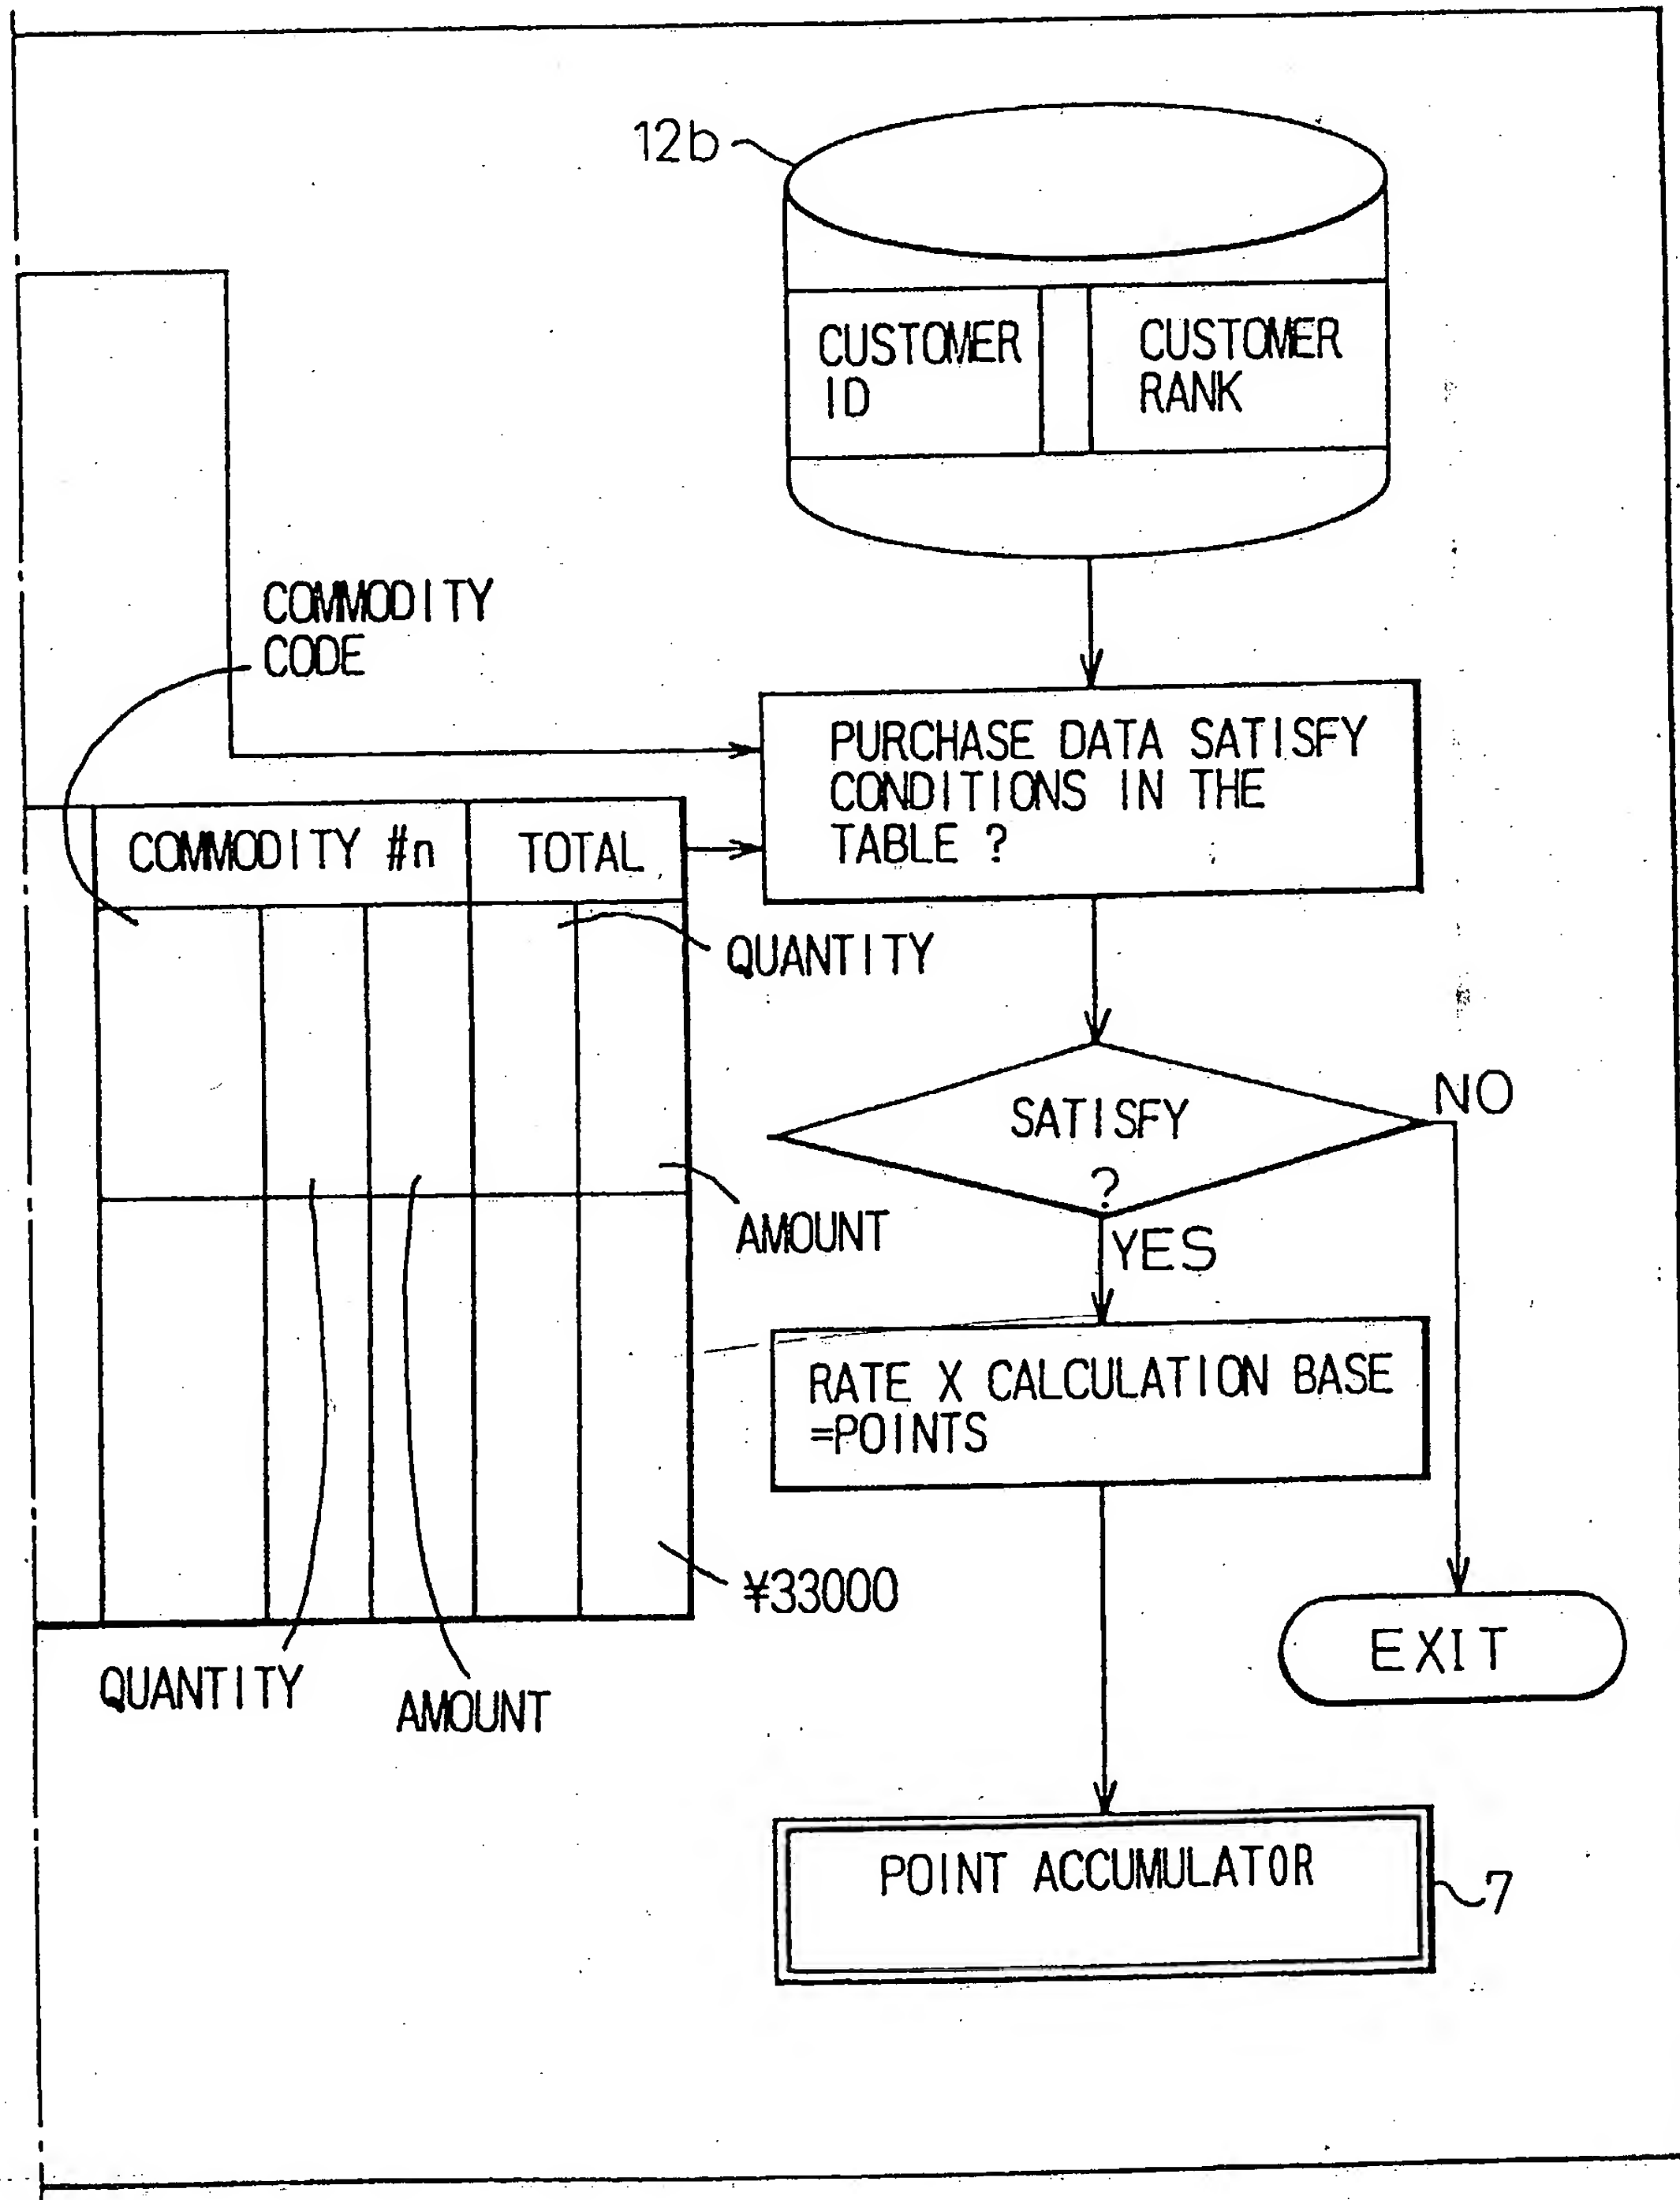 12b
CUSTOMER
ID
CUSTOMER
RANK
COMMODITY
CODE
PURCHASE DATA SATISFY
CONDITIONS IN THE
TABLE ?
COMMODITY #n
TOTAL
QUANTITY
SATISFY
?
NO
AMOUNT
YES
RATE X CALCULATION BASE
=POINTS
¥33000
EXIT
QUANTITY
AMOUNT
POINT ACCUMULATOR
7